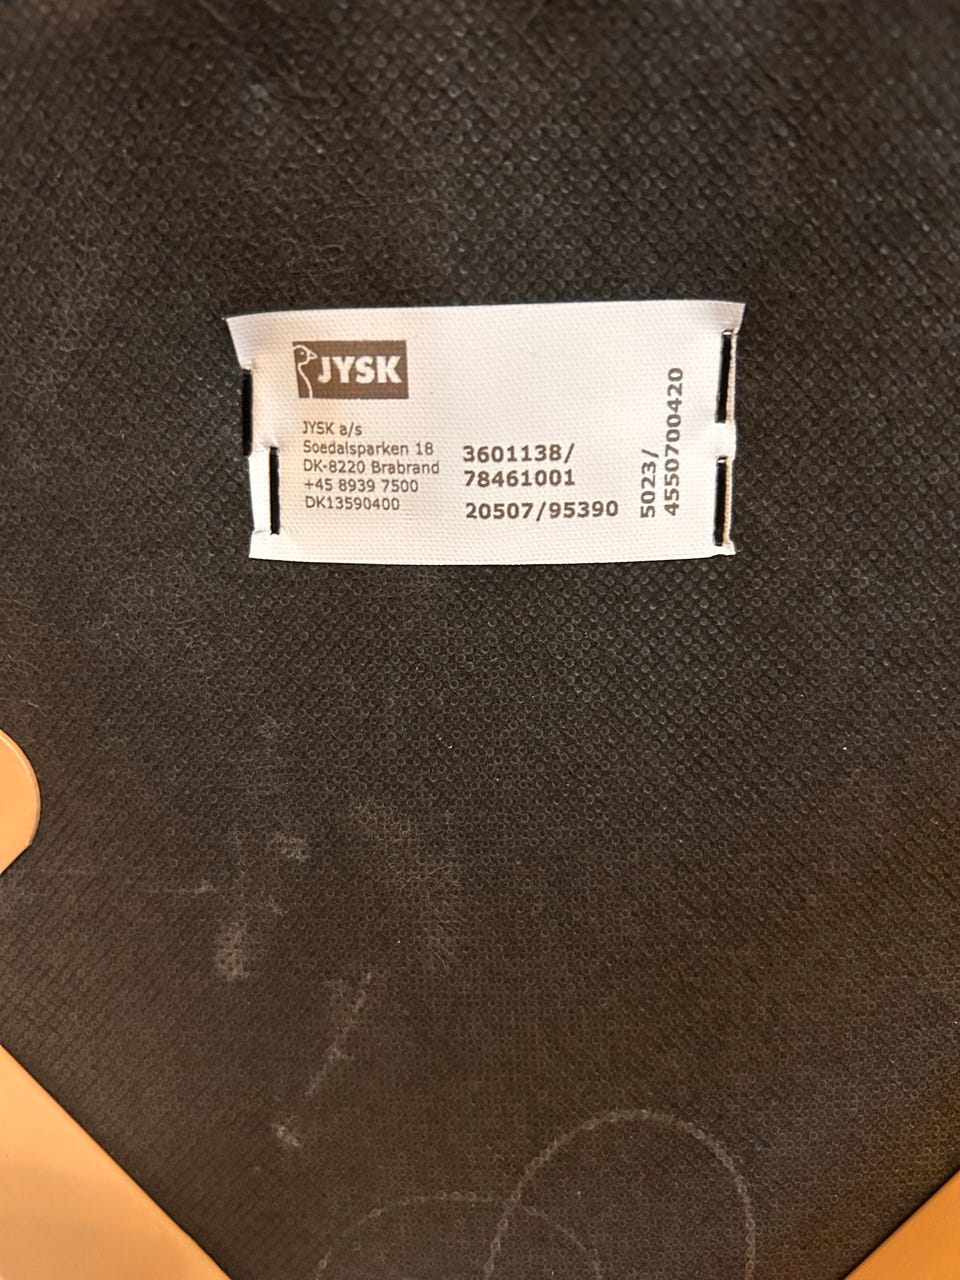 JYSK
JYSK a/s
Soedalsparken 18
DK-8220 Brabrand
+45 8939 7500
DK13590400
3601138/
78461001
20507/95390
5023/
4550700420